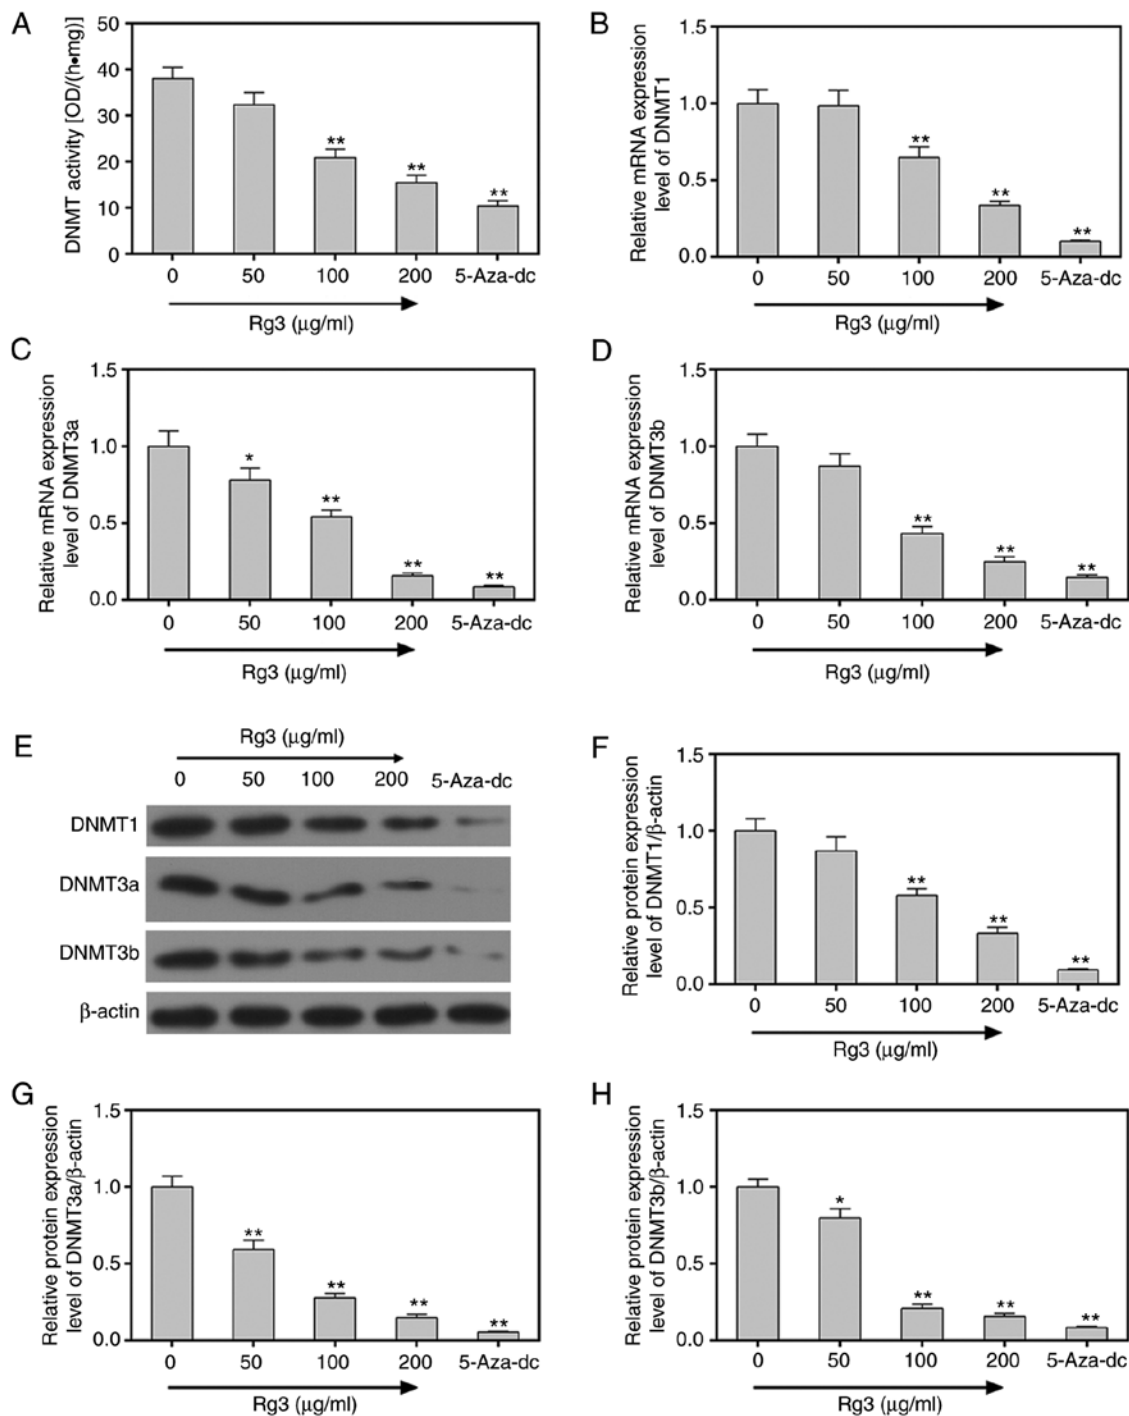 A
DNMT activity [OD/(h•mg)]
50
40
30
20
10
0
**
**
**
0 50 100 200 5-Aza-dc
Rg3 (μg/ml)
B
Relative mRNA expression
level of DNMT1
1.5
1.0
0.5
0.0
**
**
**
0 50 100 200 5-Aza-dc
Rg3 (μg/ml)
C
Relative mRNA expression
level of DNMT3a
1.5
1.0
0.5
0.0
*
**
**
**
0 50 100 200 5-Aza-dc
Rg3 (μg/ml)
D
Relative mRNA expression
level of DNMT3b
1.5
1.0
0.5
0.0
**
**
**
0 50 100 200 5-Aza-dc
Rg3 (μg/ml)
E
Rg3 (μg/ml)
0 50 100 200 5-Aza-dc
DNMT1
DNMT3a
DNMT3b
β-actin
F
Relative protein expression
level of DNMT1/β-actin
1.5
1.0
0.5
0.0
**
**
**
0 50 100 200 5-Aza-dc
Rg3 (μg/ml)
G
Relative protein expression
level of DNMT3a/β-actin
1.5
1.0
0.5
0.0
**
**
**
**
0 50 100 200 5-Aza-dc
Rg3 (μg/ml)
H
Relative protein expression
level of DNMT3b/β-actin
1.5
1.0
0.5
0.0
*
**
**
**
0 50 100 200 5-Aza-dc
Rg3 (μg/ml)